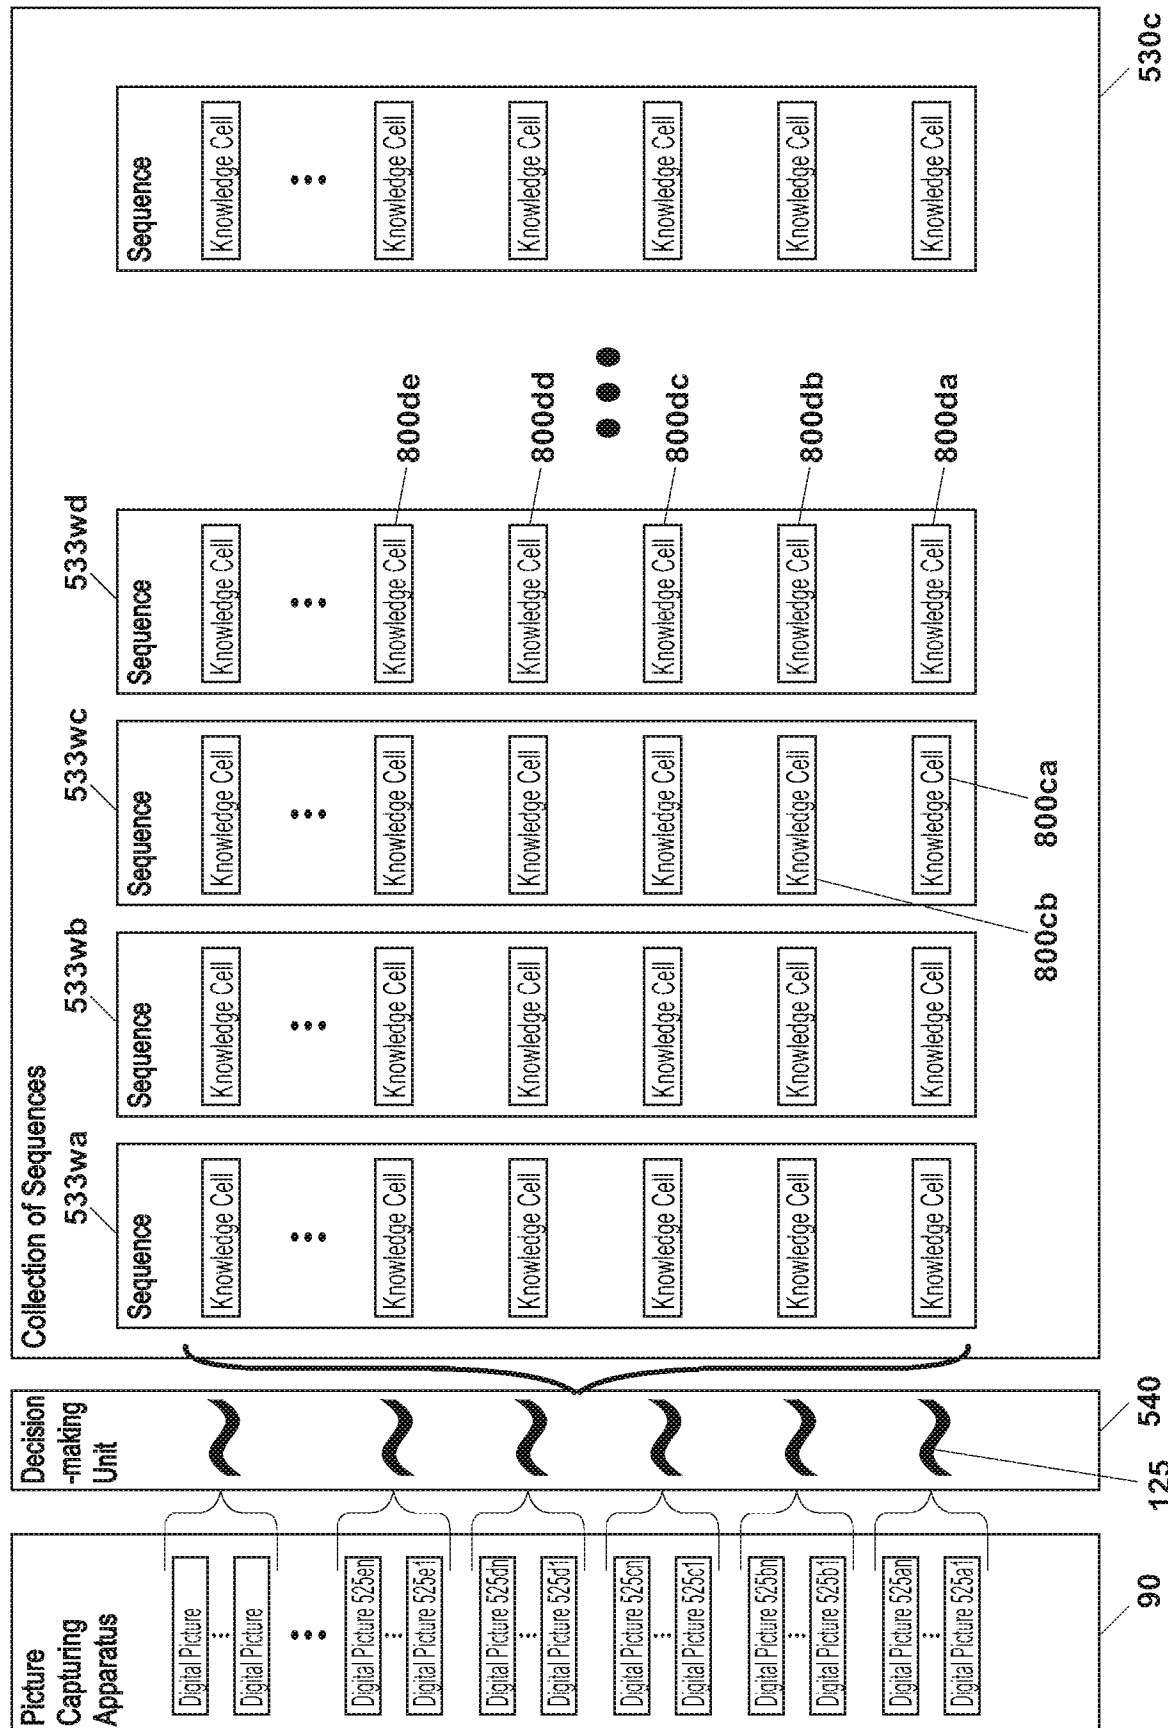 Picture
Capturing
Apparatus
Digital Picture
Digital Picture
Digital Picture 525en
Digital Picture 525e1
Digital Picture 525dn
Digital Picture 525d1
Digital Picture 525cn
Digital Picture 525c1
Digital Picture 525bn
Digital Picture 525b1
Digital Picture 525an
Digital Picture 525a1
90
Decision
-making
Unit
125
540
Collection of Sequences
533wa
Sequence
Knowledge Cell
Knowledge Cell
Knowledge Cell
Knowledge Cell
Knowledge Cell
Knowledge Cell
533wb
Sequence
Knowledge Cell
Knowledge Cell
Knowledge Cell
Knowledge Cell
Knowledge Cell
Knowledge Cell
533wc
Sequence
Knowledge Cell
Knowledge Cell
Knowledge Cell
Knowledge Cell
Knowledge Cell
Knowledge Cell
800cb
800ca
533wd
Sequence
Knowledge Cell
Knowledge Cell
Knowledge Cell
Knowledge Cell
Knowledge Cell
Knowledge Cell
800de
800dd
800dc
800db
800da
Sequence
Knowledge Cell
Knowledge Cell
Knowledge Cell
Knowledge Cell
Knowledge Cell
Knowledge Cell
530c